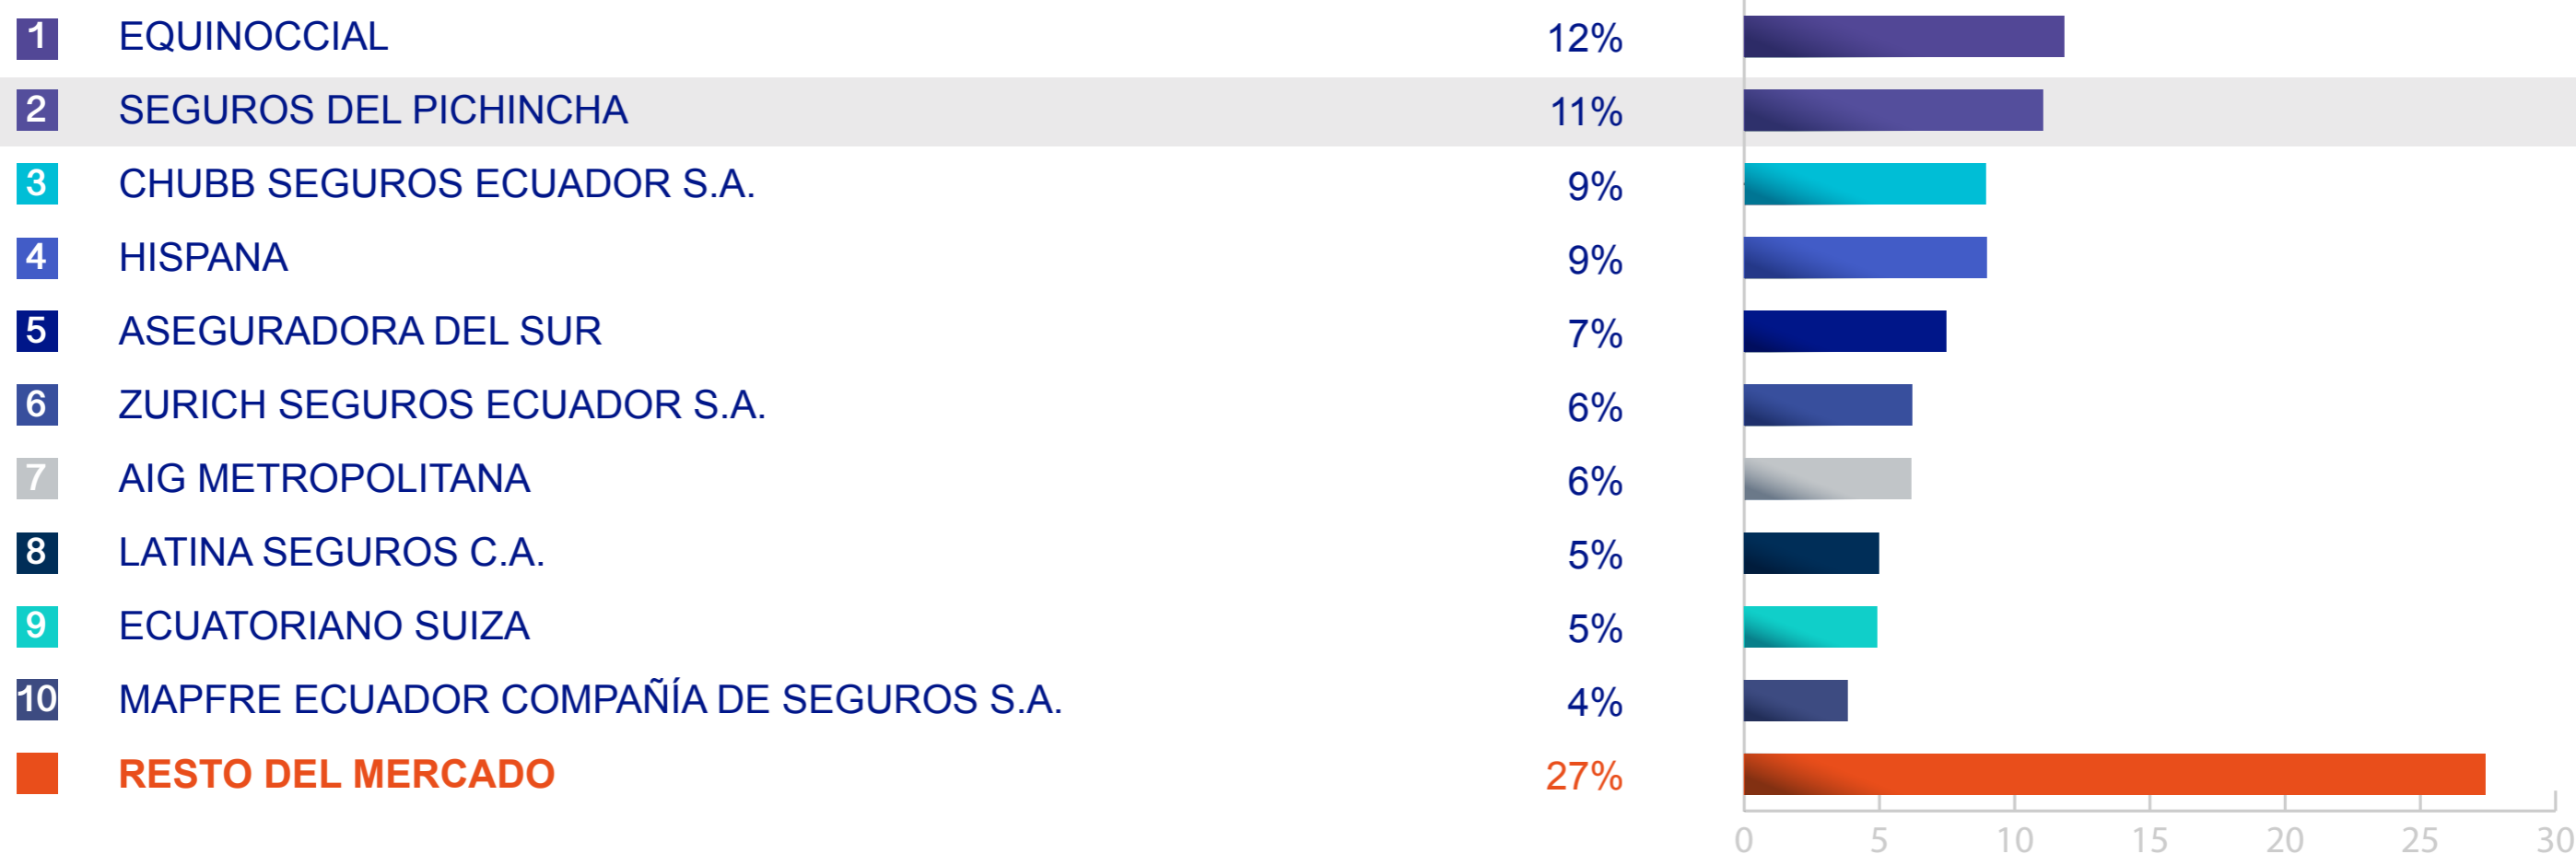 1 EQUINOCCIAL 12%
2 SEGUROS DEL PICHINCHA 11%
3 CHUBB SEGUROS ECUADOR S.A. 9%
4 HISPANA 9%
5 ASEGURADORA DEL SUR 7%
6 ZURICH SEGUROS ECUADOR S.A. 6%
7 AIG METROPOLITANA 6%
8 LATINA SEGUROS C.A. 5%
9 ECUATORIANO SUIZA 5%
10 MAPFRE ECUADOR COMPAÑÍA DE SEGUROS S.A. 4%
RESTO DEL MERCADO 27%
0 5 10 15 20 25 30